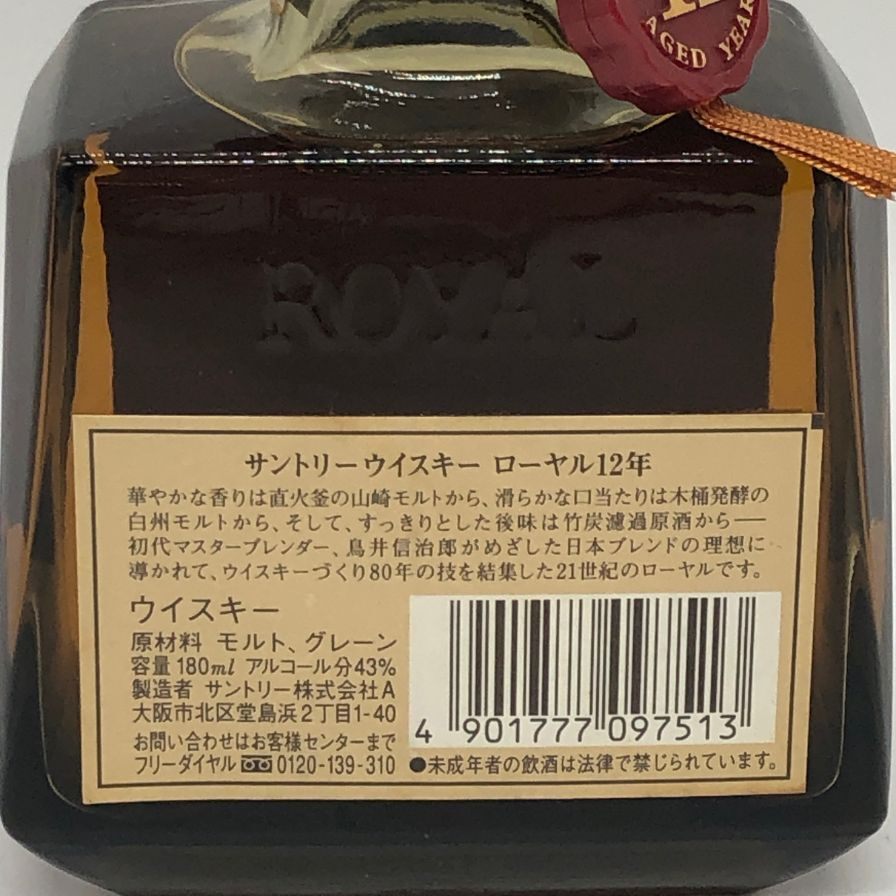 12
AGED YEARS
ROYAL
サントリーウイスキー ローヤル12年
華やかな香りは直火釜の山崎モルトから、滑らかな口当たりは木桶発酵の
白州モルトから、そして、すっきりとした後味は竹炭濾過原酒から──
初代マスターブレンダー、鳥井信治郎がめざした日本ブレンドの理想に
導かれて、ウイスキーづくり80年の技を結集した21世紀のローヤルです。
ウイスキー
原材料 モルト、グレーン
容量 180ml アルコール分43%
製造者 サントリー株式会社A
大阪市北区堂島浜2丁目1-40
お問い合わせはお客様センターまで
フリーダイヤル 0120-139-310
4 901777 097513
●未成年者の飲酒は法律で禁じられています。